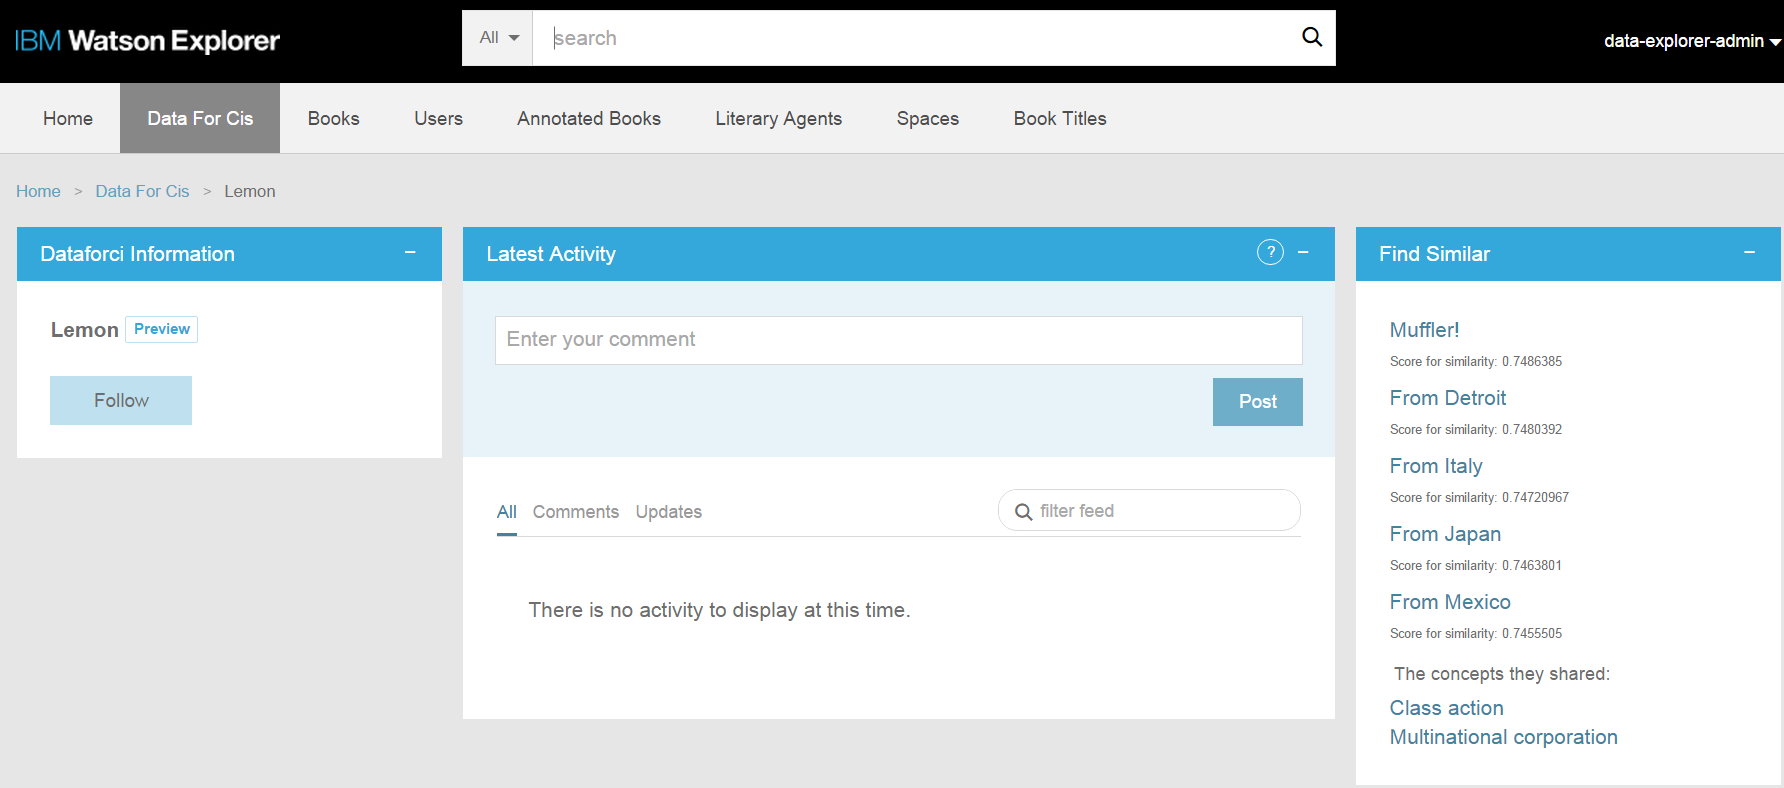 IBM Watson Explorer
All
search
data-explorer-admin
Home
Data For Cis
Books
Users
Annotated Books
Literary Agents
Spaces
Book Titles
Home > Data For Cis > Lemon
Dataforci Information
Lemon Preview
Follow
Latest Activity
?
Enter your comment
Post
All Comments Updates
filter feed
There is no activity to display at this time.
Find Similar
Muffler!
Score for similarity: 0.7486385
From Detroit
Score for similarity: 0.7480392
From Italy
Score for similarity: 0.74720967
From Japan
Score for similarity: 0.7463801
From Mexico
Score for similarity: 0.7455505
The concepts they shared:
Class action
Multinational corporation